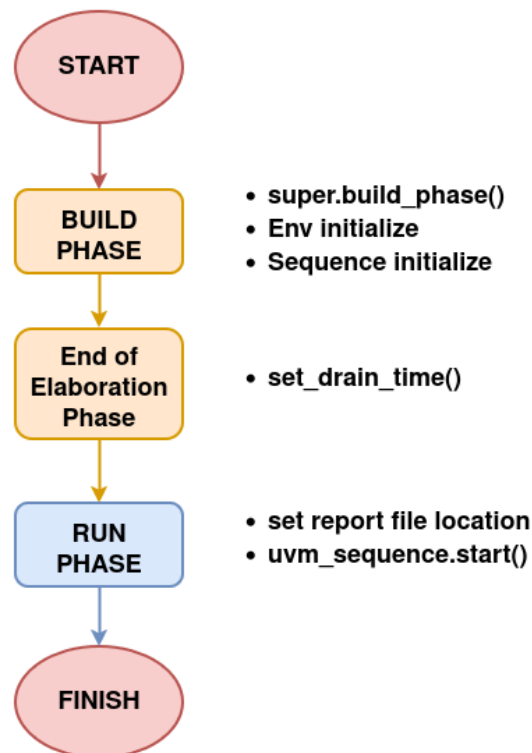 START
BUILD
PHASE
• super.build_phase()
• Env initialize
• Sequence initialize
End of
Elaboration
Phase
• set_drain_time()
RUN
PHASE
• set report file location
• uvm_sequence.start()
FINISH